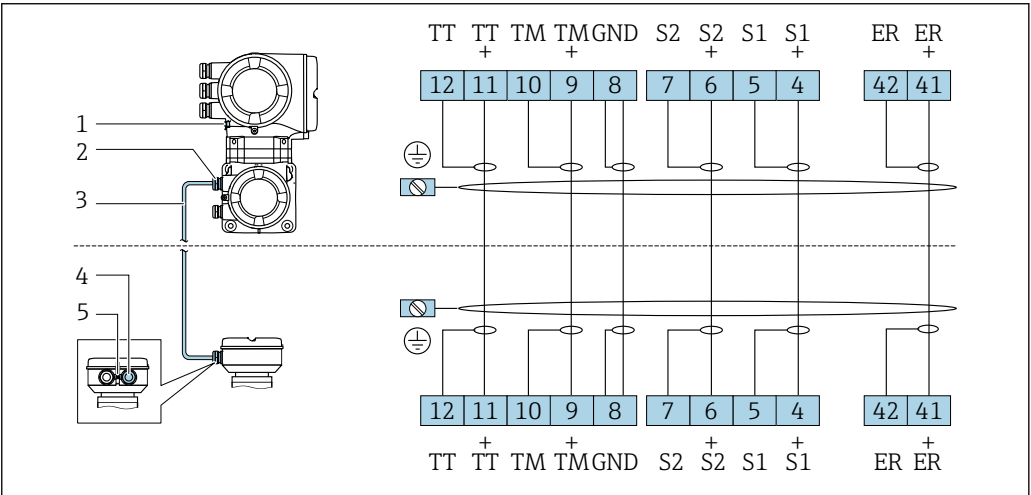 TT TT TM TM GND S2 S2 S1 S1 ER ER
+ + + + +
12 11 10 9 8 7 6 5 4 42 41
1
2
3
4
5
12 11 10 9 8 7 6 5 4 42 41
+ + + + +
TT TT TM TM GND S2 S2 S1 S1 ER ER